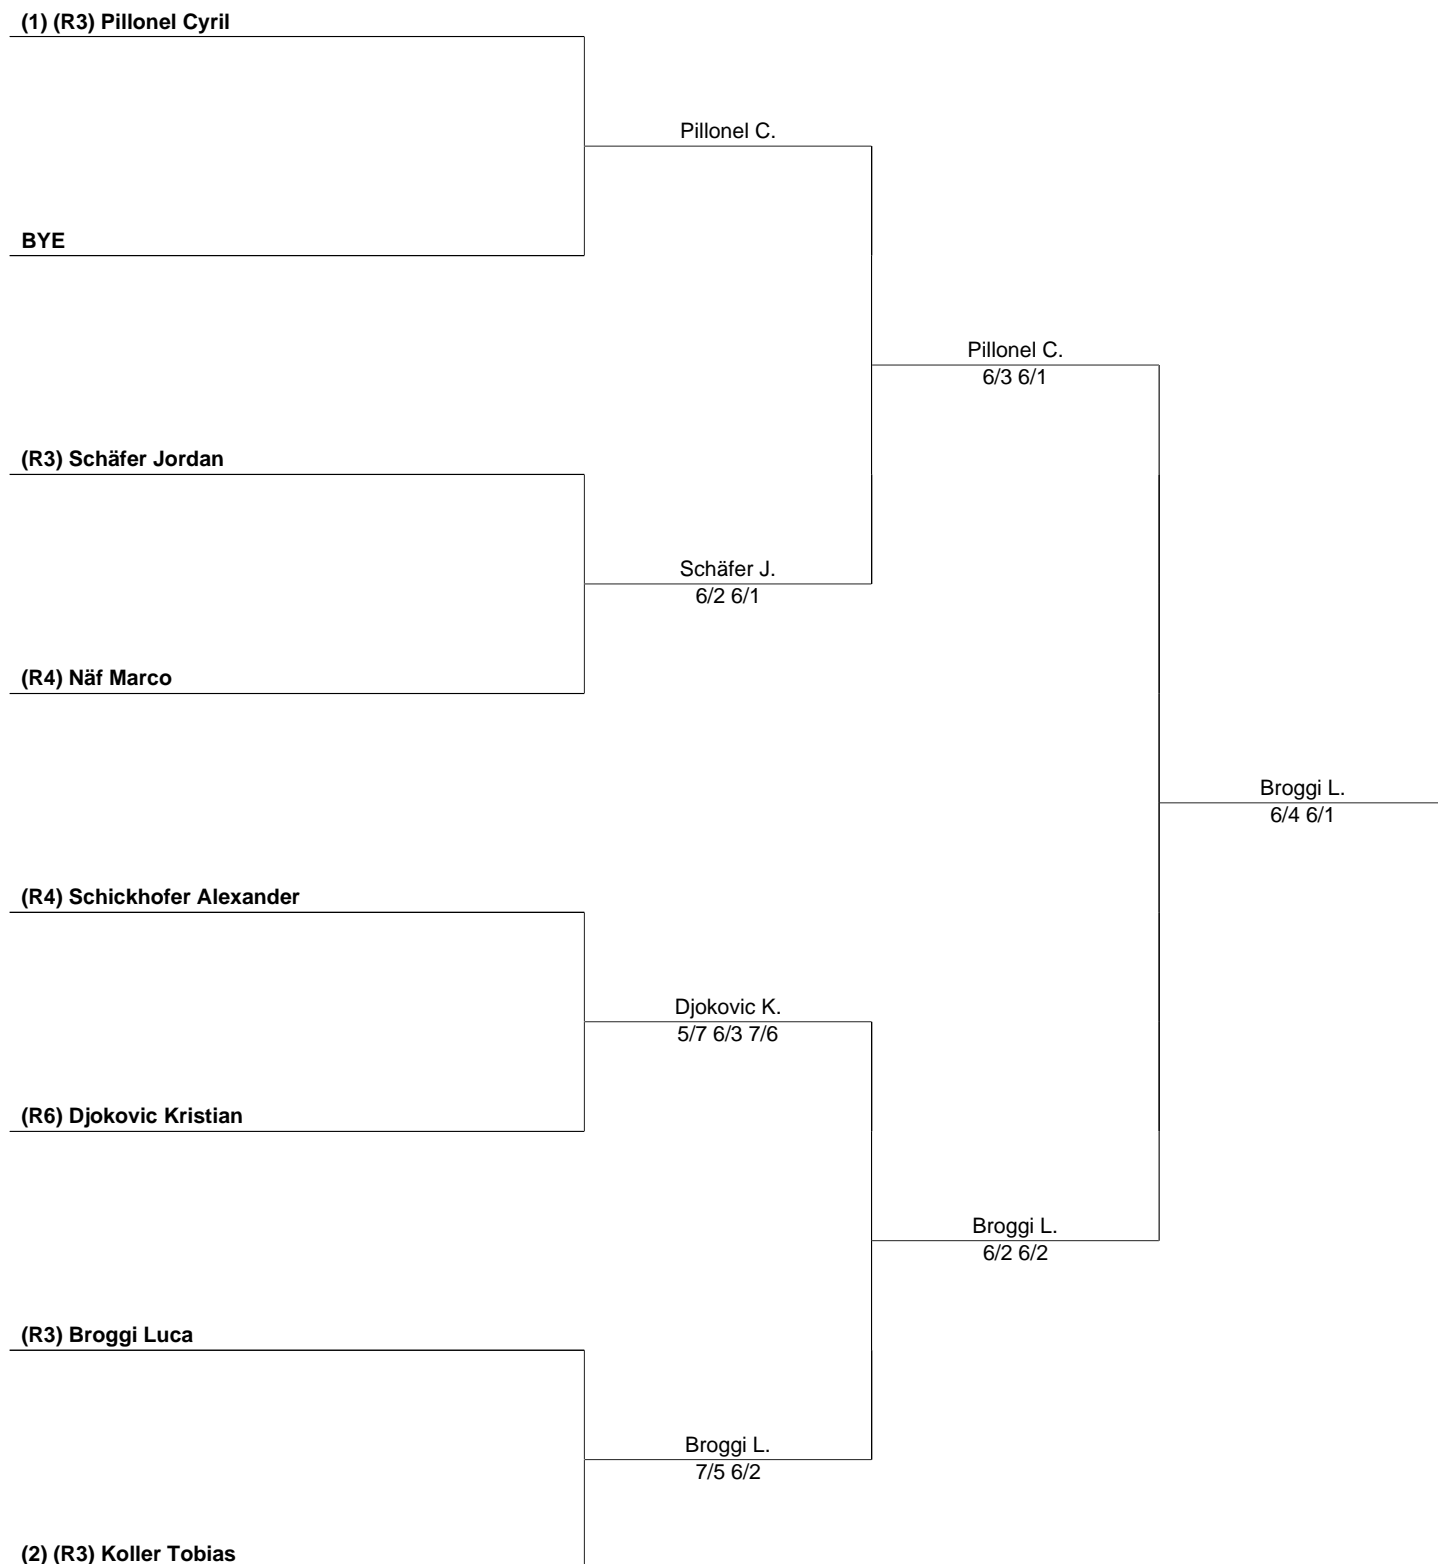 (1) (R3) Pillonel Cyril
Pillonel C.
BYE
Pillonel C.
6/3 6/1
(R3) Schäfer Jordan
Schäfer J.
6/2 6/1
(R4) Näf Marco
Broggi L.
6/4 6/1
(R4) Schickhofer Alexander
Djokovic K.
5/7 6/3 7/6
(R6) Djokovic Kristian
Broggi L.
6/2 6/2
(R3) Broggi Luca
Broggi L.
7/5 6/2
(2) (R3) Koller Tobias